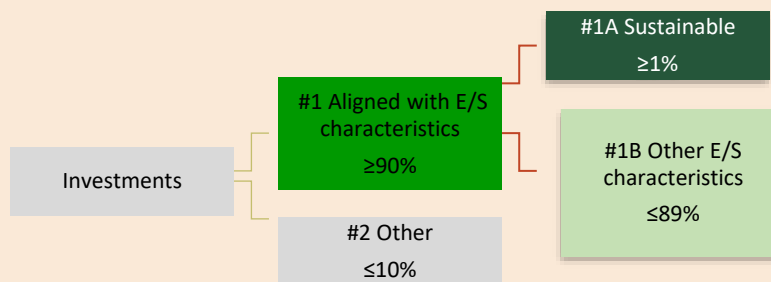 Investments
#1 Aligned with E/S
characteristics
≥90%
#2 Other
≤10%
#1A Sustainable
≥1%
#1B Other E/S
characteristics
≤89%